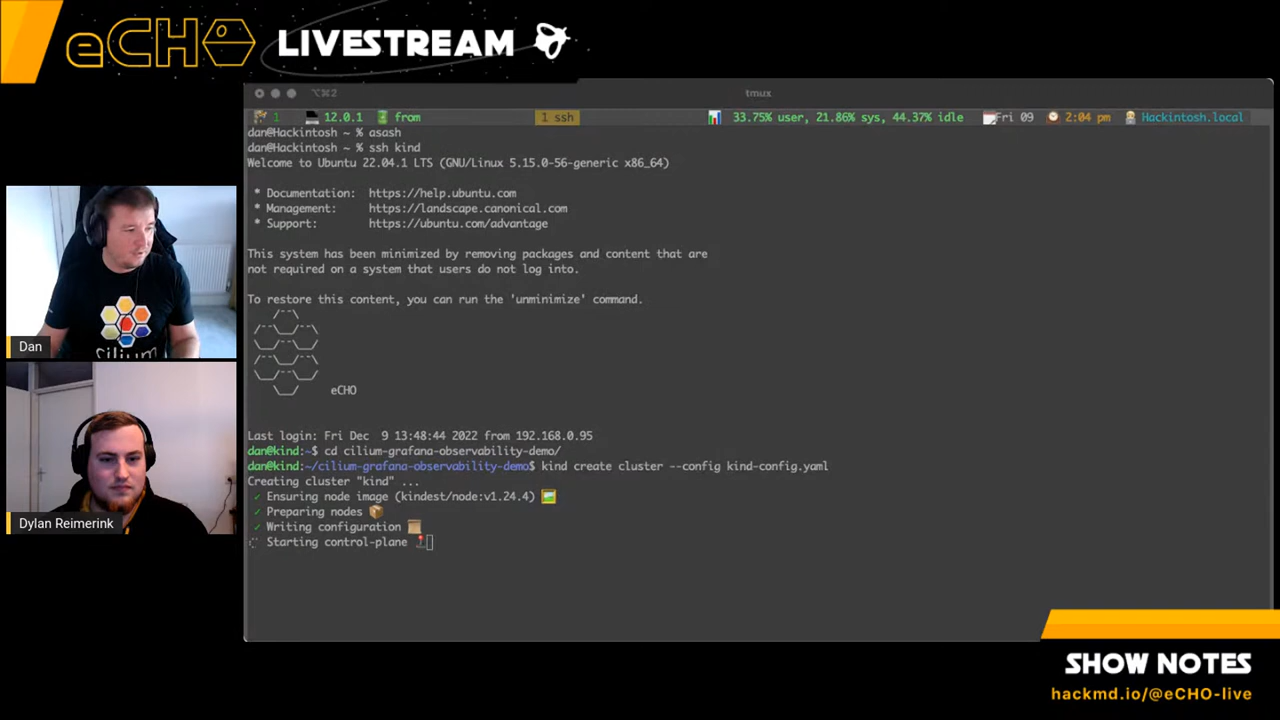 eCHO LIVESTREAM
⌥⌘2 tmux
1 12.0.1 from 1 ssh 33.75% user, 21.86% sys, 44.37% idle Fri 09 2:04 pm Hackintosh.local
dan@Hackintosh ~ % asash
dan@Hackintosh ~ % ssh kind
Welcome to Ubuntu 22.04.1 LTS (GNU/Linux 5.15.0-56-generic x86_64)
* Documentation: https://help.ubuntu.com
* Management: https://landscape.canonical.com
* Support: https://ubuntu.com/advantage
This system has been minimized by removing packages and content that are
not required on a system that users do not log into.
To restore this content, you can run the 'unminimize' command.
eCHO
Last login: Fri Dec 9 13:48:44 2022 from 192.168.0.95
dan@kind:~$ cd cilium-grafana-observability-demo/
dan@kind:~/cilium-grafana-observability-demo$ kind create cluster --config kind-config.yaml
Creating cluster "kind" ...
✓ Ensuring node image (kindest/node:v1.24.4) 🖼
✓ Preparing nodes 📦
✓ Writing configuration 📜
Starting control-plane 🕹
cilium
Dan
Dylan Reimerink
SHOW NOTES
hackmd.io/@eCHO-live